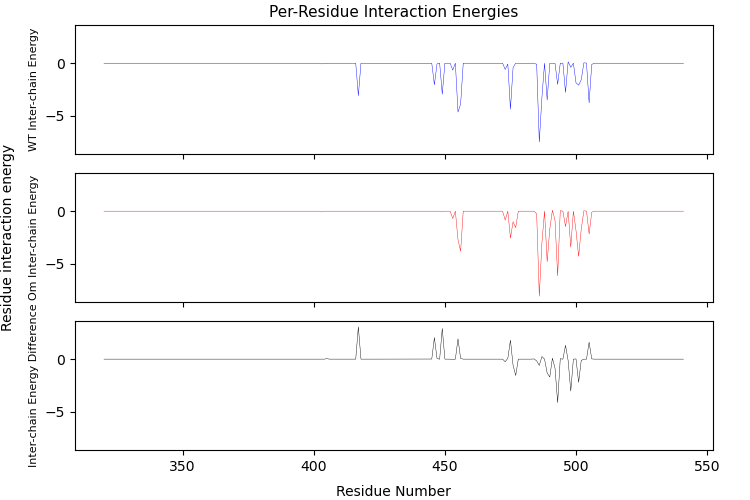 Per-Residue Interaction Energies
Residue interaction energy
WT Inter-chain Energy
0
−5
Om Inter-chain Energy
0
−5
Inter-chain Energy Difference
0
−5
350
400
450
500
550
Residue Number